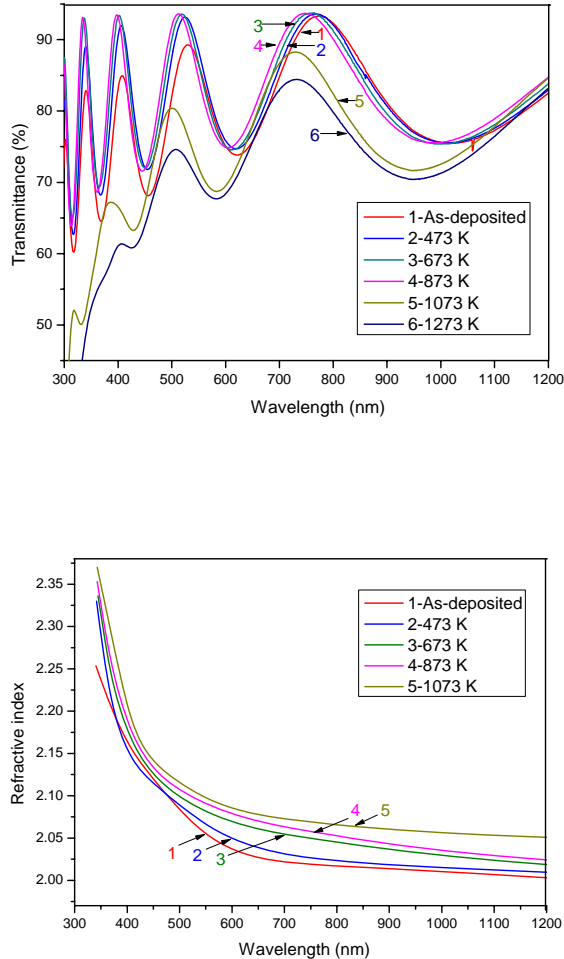 Transmittance (%)
90
80
70
60
50
3
4
1
2
5
6
1
1-As-deposited
2-473 K
3-673 K
4-873 K
5-1073 K
6-1273 K
300 400 500 600 700 800 900 1000 1100 1200
Wavelength (nm)
Refractive index
2.35
2.30
2.25
2.20
2.15
2.10
2.05
2.00
1-As-deposited
2-473 K
3-673 K
4-873 K
5-1073 K
1 2 3 4 5
300 400 500 600 700 800 900 1000 1100 1200
Wavelength (nm)